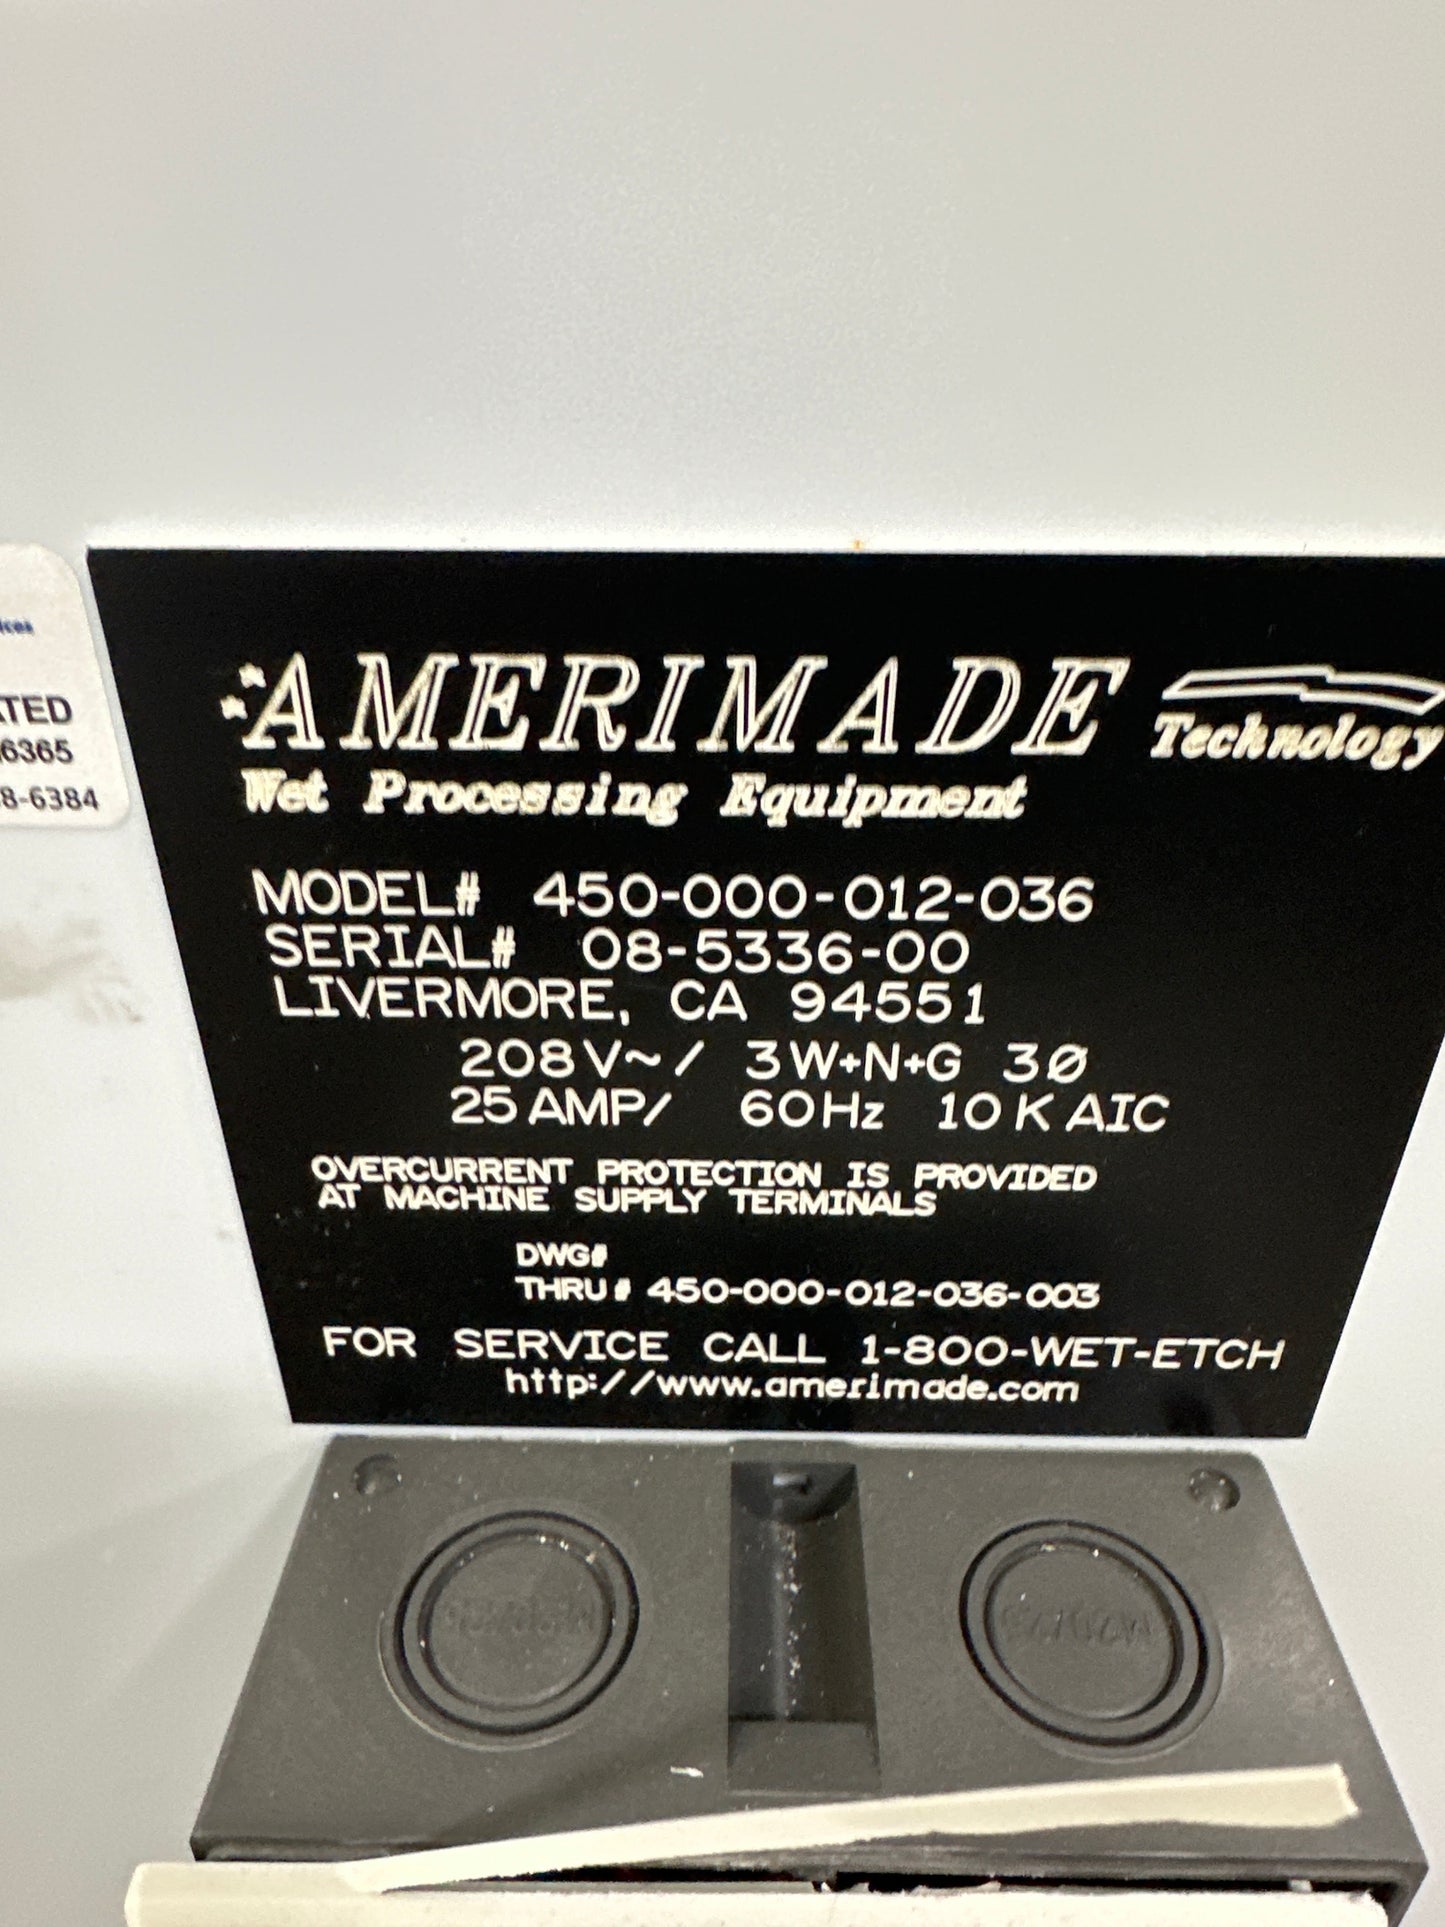 ices
ATED
6365
8-6384
AMERIMADE Technology
Wet Processing Equipment
MODEL# 450-000-012-036
SERIAL# 08-5336-00
LIVERMORE, CA 94551
208V~/ 3W+N+G 3Ø
25AMP/ 60Hz 10KAIC
OVERCURRENT PROTECTION IS PROVIDED
AT MACHINE SUPPLY TERMINALS
DWG#
THRU# 450-000-012-036-003
FOR SERVICE CALL 1-800-WET-ETCH
http://www.amerimade.com